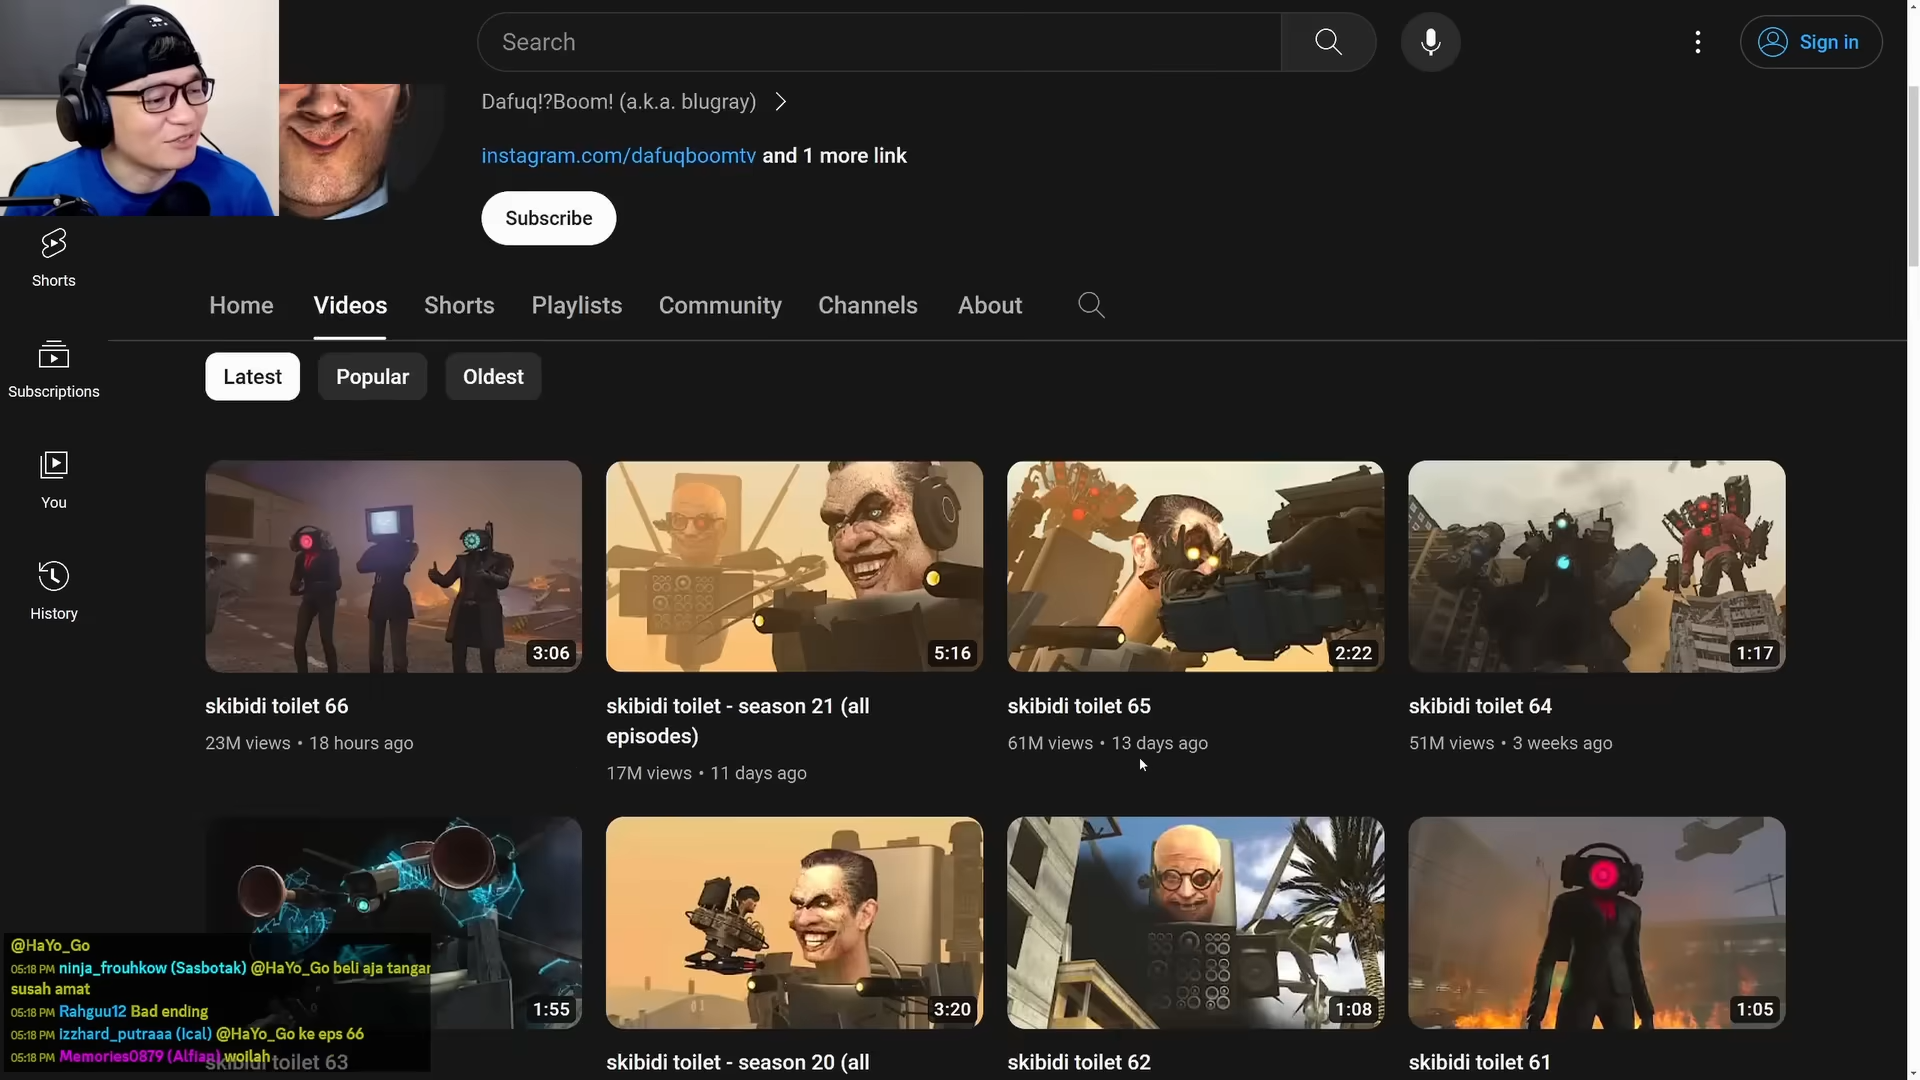 Search
Sign in
Dafuq!?Boom! (a.k.a. blugray)
instagram.com/dafuqboomtv and 1 more link
Subscribe
Shorts
Subscriptions
You
History
Home Videos Shorts Playlists Community Channels About
Latest Popular Oldest
3:06 5:16 2:22 1:17
skibidi toilet 66
23M views • 18 hours ago
skibidi toilet - season 21 (all
episodes)
17M views • 11 days ago
skibidi toilet 65
61M views • 13 days ago
skibidi toilet 64
51M views • 3 weeks ago
1:55 3:20 1:08 1:05
skibidi toilet 63
skibidi toilet - season 20 (all
skibidi toilet 62
skibidi toilet 61
@HaYo_Go
05:18 PM ninja_frouhkow (Sasbotak) @HaYo_Go beli aja tangar
susah amat
05:18 PM Rahguu12 Bad ending
05:18 PM izzhard_putraaa (Ical) @HaYo_Go ke eps 66
05:18 PM Memories0879 (Alfian) woilah